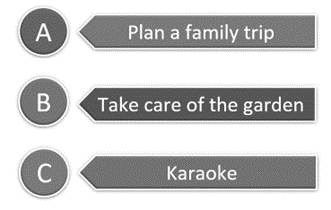 A Plan a family trip
B Take care of the garden
C Karaoke